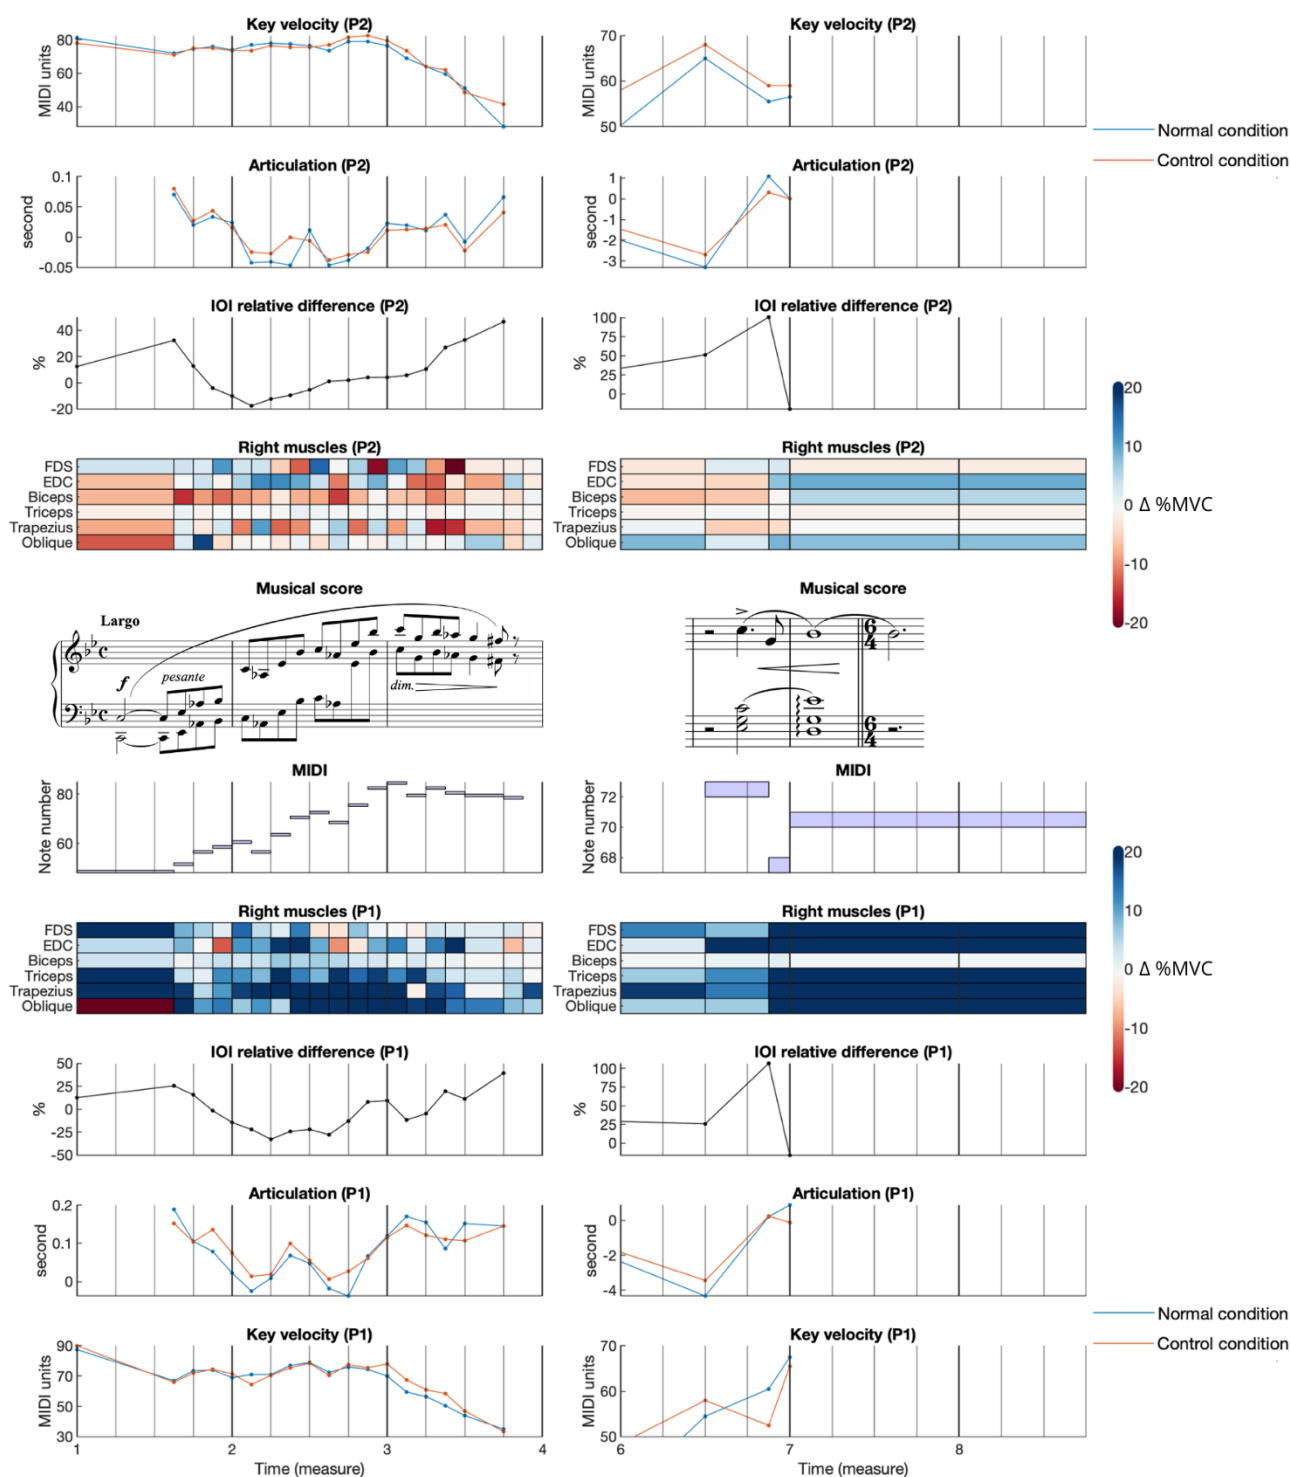 Key velocity (P2) Key velocity (P2)
80 70
60 60
40 50
MIDI units MIDI units
Normal condition
Control condition
Articulation (P2) Articulation (P2)
0.1 1
0.05 0
0 -1
-0.05 -2
-3
second second
IOI relative difference (P2) IOI relative difference (P2)
40 100
20 75
0 50
-20 25
0
% %
Right muscles (P2) Right muscles (P2)
FDS FDS
EDC EDC
Biceps Biceps
Triceps Triceps
Trapezius Trapezius
Oblique Oblique
20
10
0 Δ %MVC
-10
-20
Musical score Musical score
Largo
f pesante
dim.
6 6
4 4
MIDI MIDI
80 72
60 70
68
Note number Note number
Right muscles (P1) Right muscles (P1)
FDS FDS
EDC EDC
Biceps Biceps
Triceps Triceps
Trapezius Trapezius
Oblique Oblique
20
10
0 Δ %MVC
-10
-20
IOI relative difference (P1) IOI relative difference (P1)
50 100
25 75
0 50
-25 25
-50 0
% %
Articulation (P1) Articulation (P1)
0.2 0
0.1 -2
0 -4
second second
Normal condition
Control condition
Key velocity (P1) Key velocity (P1)
90 70
70 60
50 50
30
MIDI units MIDI units
1 2 3 4 6 7 8
Time (measure) Time (measure)